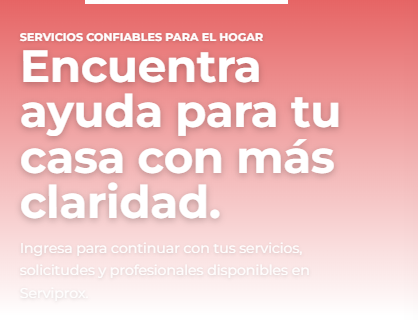 SERVICIOS CONFIABLES PARA EL HOGAR
Encuentra
ayuda para tu
casa con más
claridad.
Ingresa para continuar con tus servicios,
solicitudes y profesionales disponibles en
Serviprox.